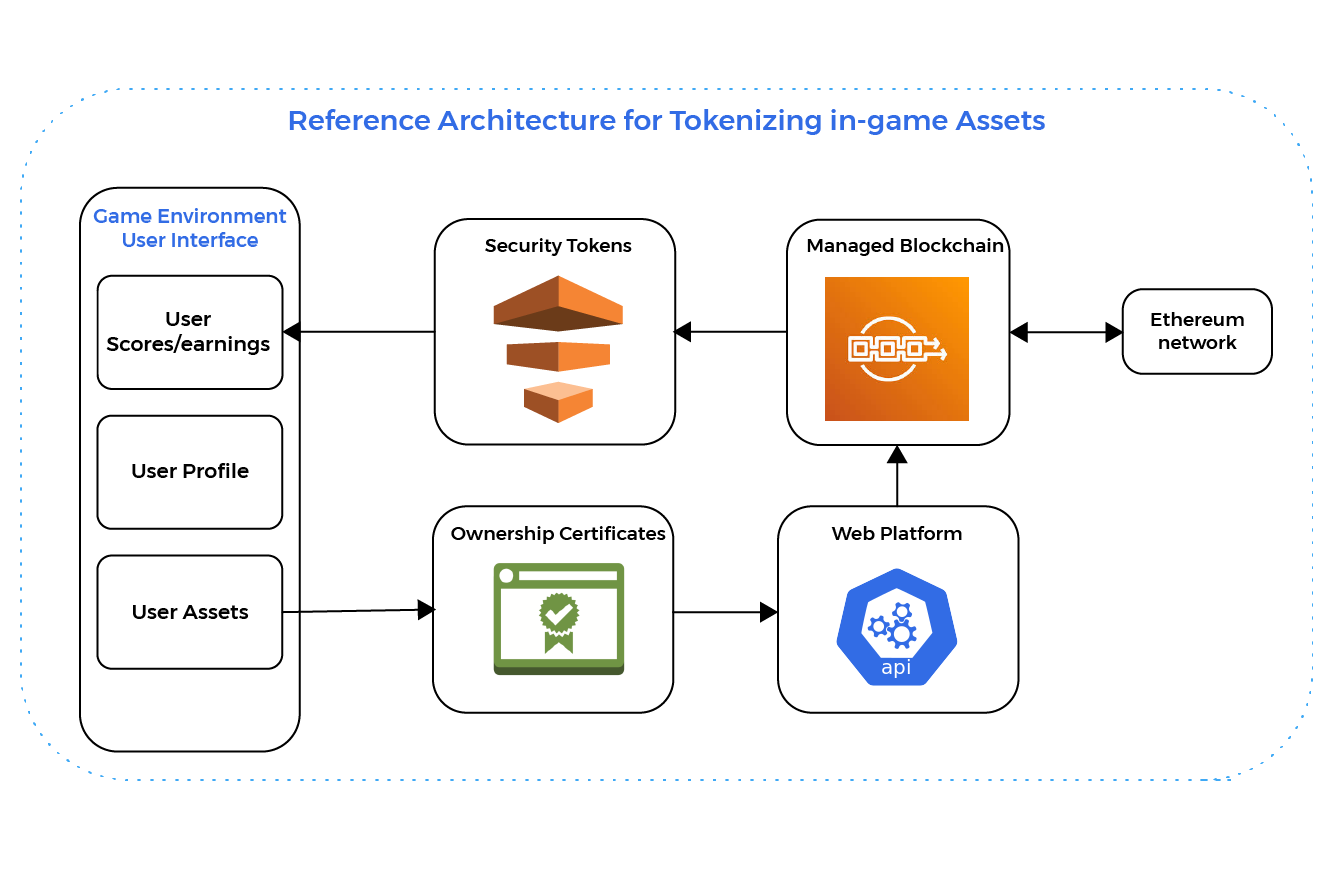 Reference Architecture for Tokenizing in-game Assets
Game Environment
User Interface
User
Scores/earnings
User Profile
User Assets
Security Tokens
Managed Blockchain
Ethereum
network
Ownership Certificates
Web Platform
api